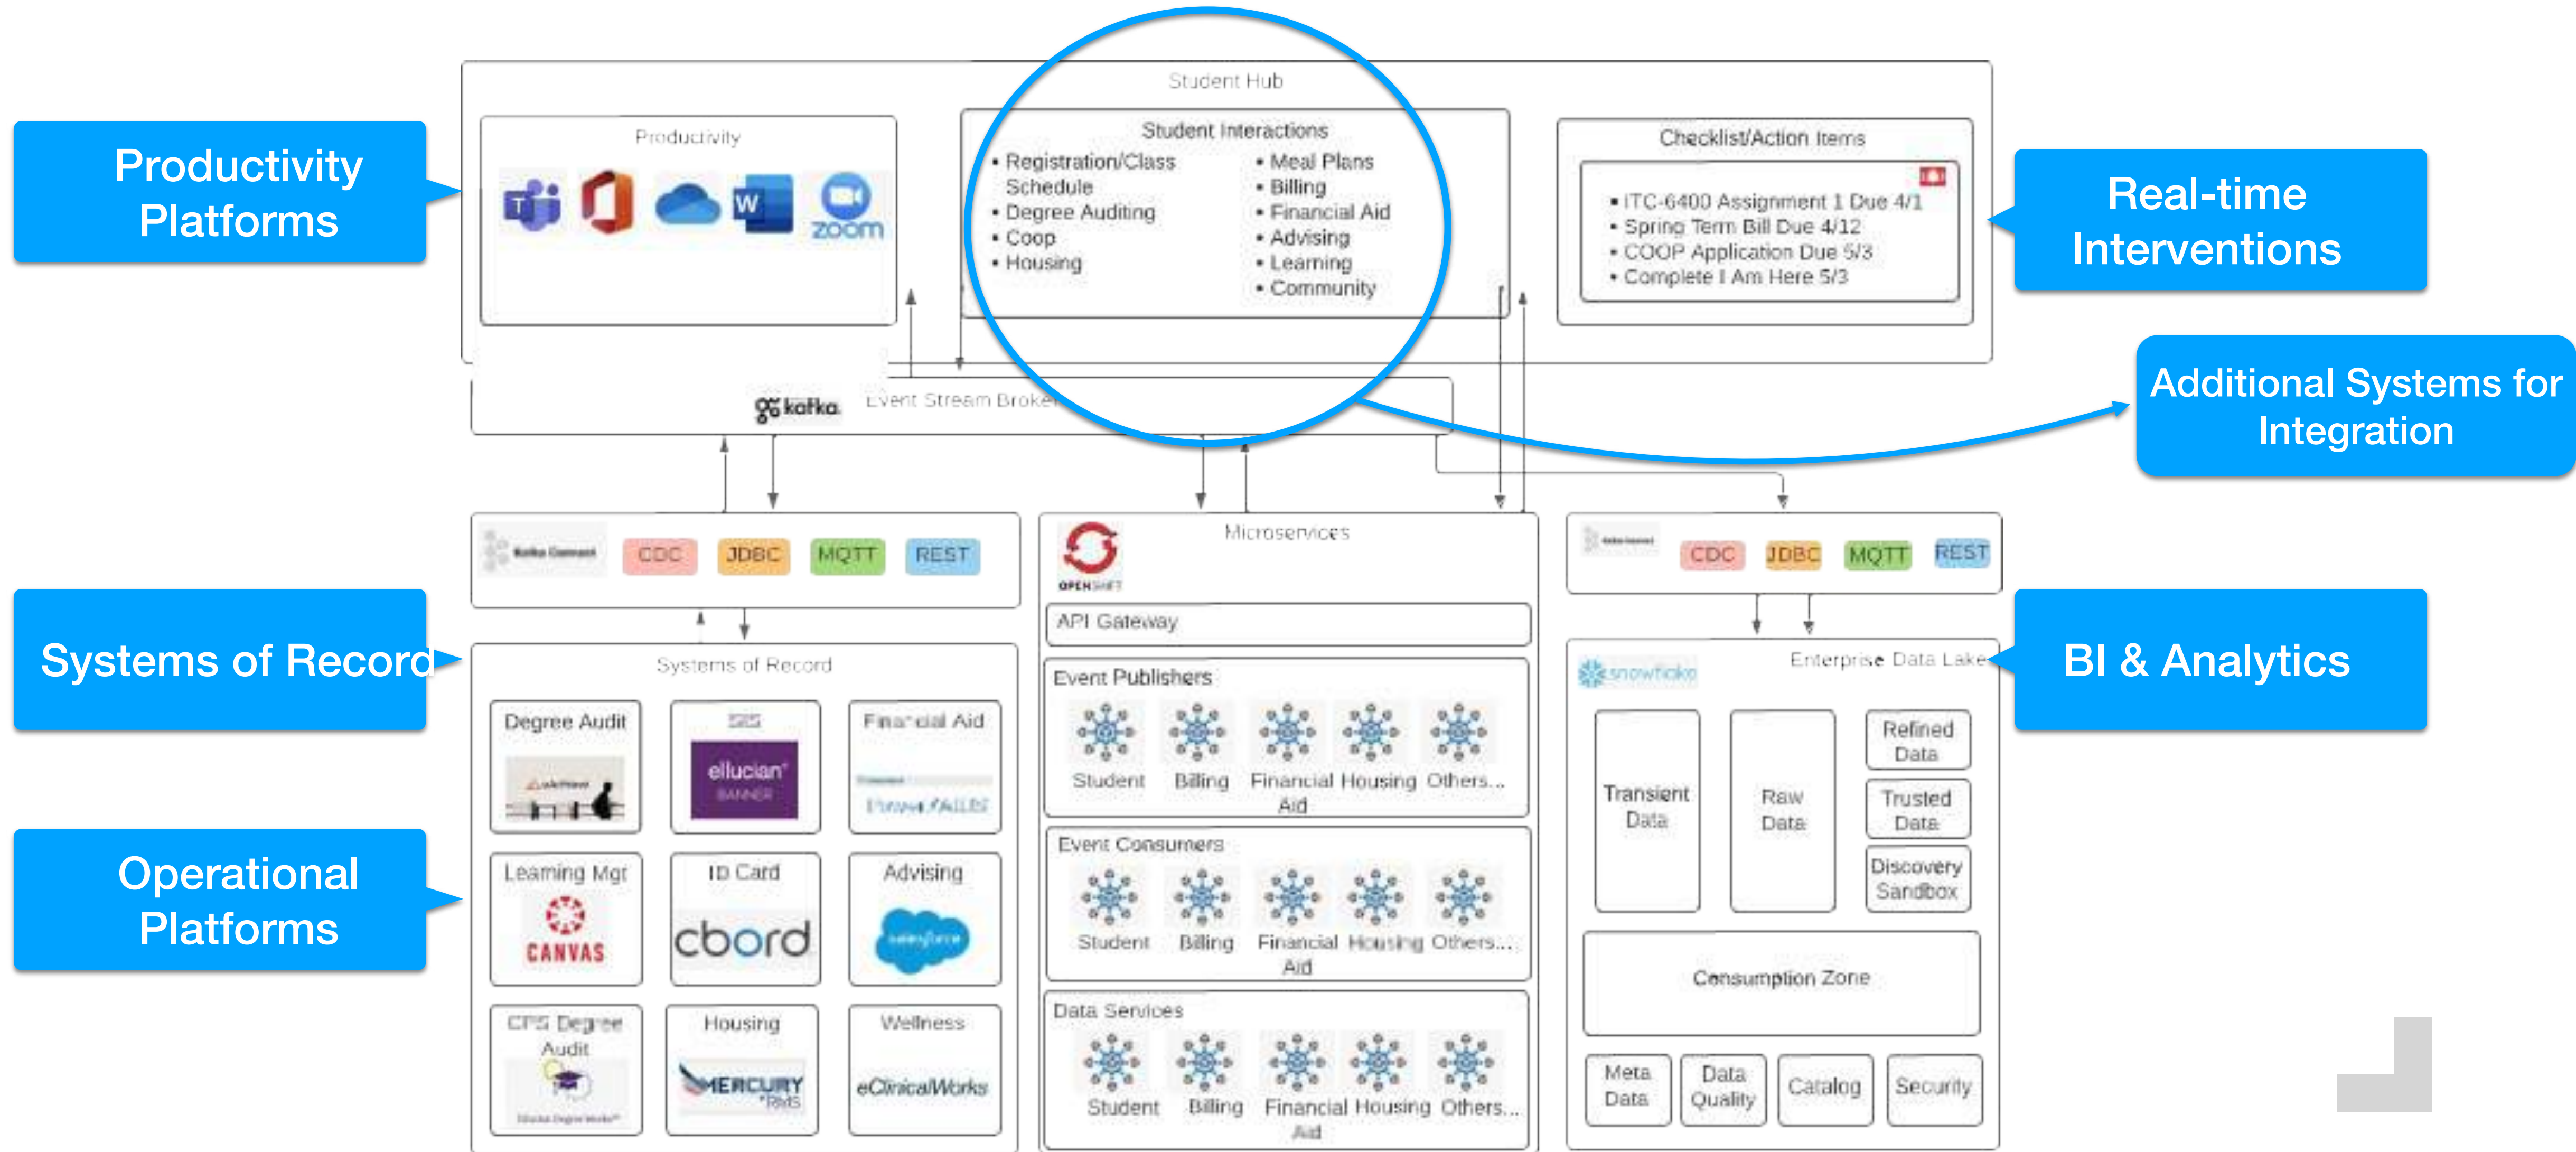 Student Hub
Productivity
Platforms
Productivity
zoom
Student Interactions
▪ Registration/Class
Schedule
▪ Degree Auditing
▪ Coop
▪ Housing
▪ Meal Plans
▪ Billing
▪ Financial Aid
▪ Advising
▪ Learning
▪ Community
Checklist/Action Items
▪ ITC-6400 Assignment 1 Due 4/1
▪ Spring Term Bill Due 4/12
▪ COOP Application Due 5/3
▪ Complete I Am Here 5/3
Real-time
Interventions
Additional Systems for
Integration
kafka
Event Stream Broker
Kafka Connect
CDC
JDBC
MQTT
REST
Microservices
OPENSHIFT
API Gateway
Event Publishers
Student
Billing
Financial
Aid
Housing
Others...
Event Consumers
Student
Billing
Financial
Aid
Housing
Others...
Data Services
Student
Billing
Financial
Aid
Housing
Others...
Kafka Connect
CDC
JDBC
MQTT
REST
Systems of Record
Systems of Record
Degree Audit
SIS
ellucian
BANNER
Financial Aid
Operational
Platforms
Learning Mgt
CANVAS
ID Card
cbord
Advising
salesforce
CPS Degree
Audit
Housing
MERCURY
RMS
Wellness
eClinicalWorks
snowflake
Enterprise Data Lake
BI & Analytics
Transient
Data
Raw
Data
Refined
Data
Trusted
Data
Discovery
Sandbox
Consumption Zone
Meta
Data
Data
Quality
Catalog
Security